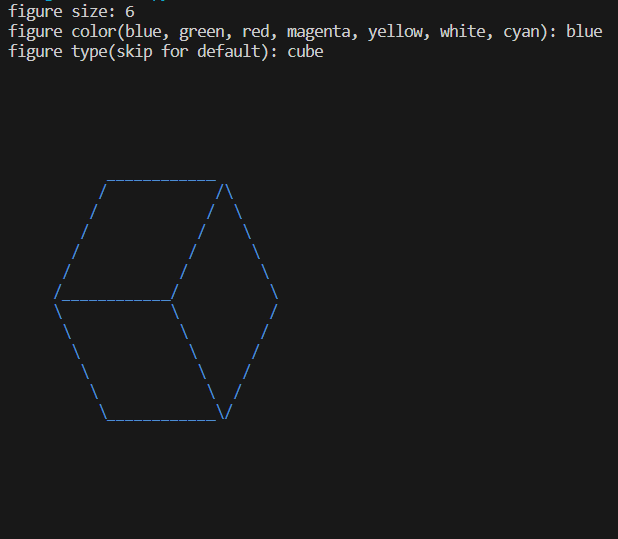 figure size: 6
figure color(blue, green, red, magenta, yellow, white, cyan): blue
figure type(skip for default): cube